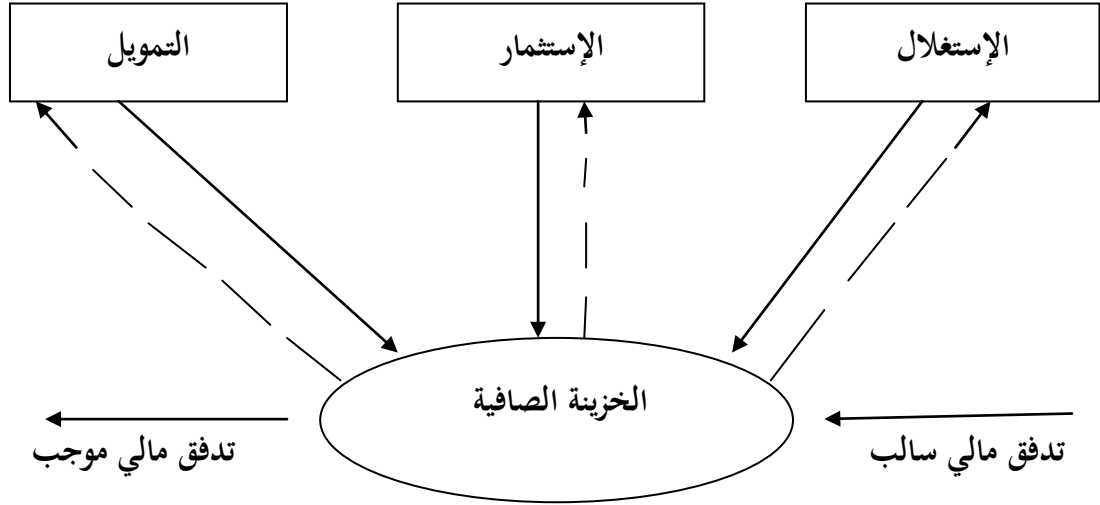 الإستغلال
الإستثمار
التمويل
الخزينة الصافية
تدفق مالي سالب
تدفق مالي موجب